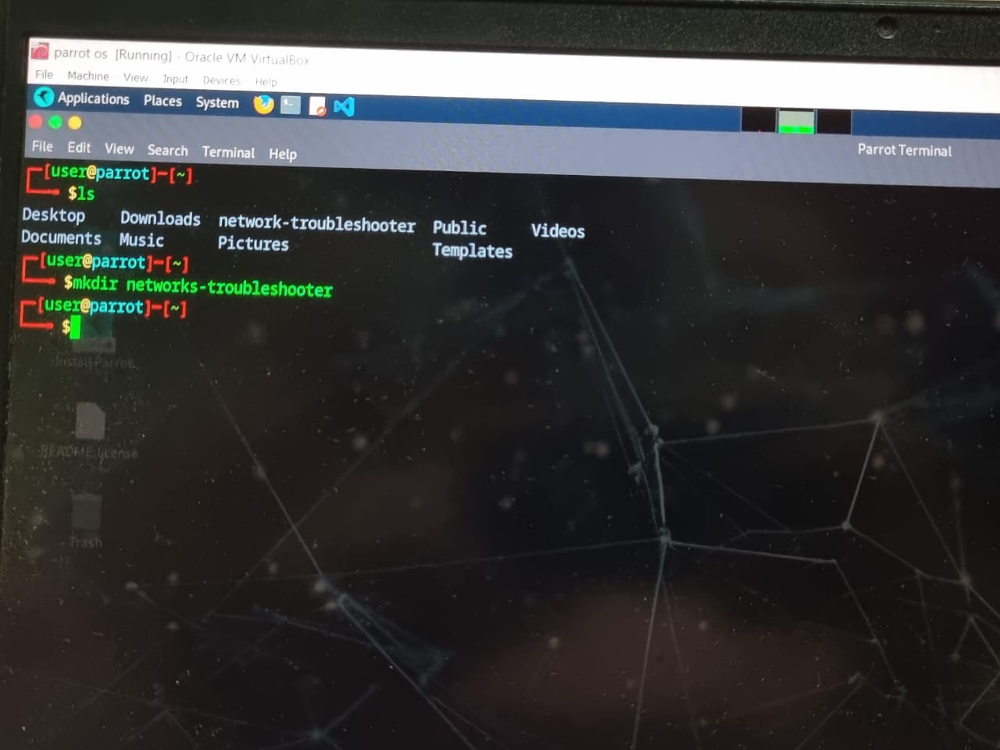 parrot os [Running] - Oracle VM VirtualBox
File Machine View Input Devices Help
Applications Places System
File Edit View Search Terminal Help
Parrot Terminal
[user@parrot]-[~]
$ls
Desktop Downloads network-troubleshooter Public Videos
Documents Music Pictures Templates
[user@parrot]-[~]
$mkdir networks-troubleshooter
[user@parrot]-[~]
$
Install Parrot
README.license
Trash